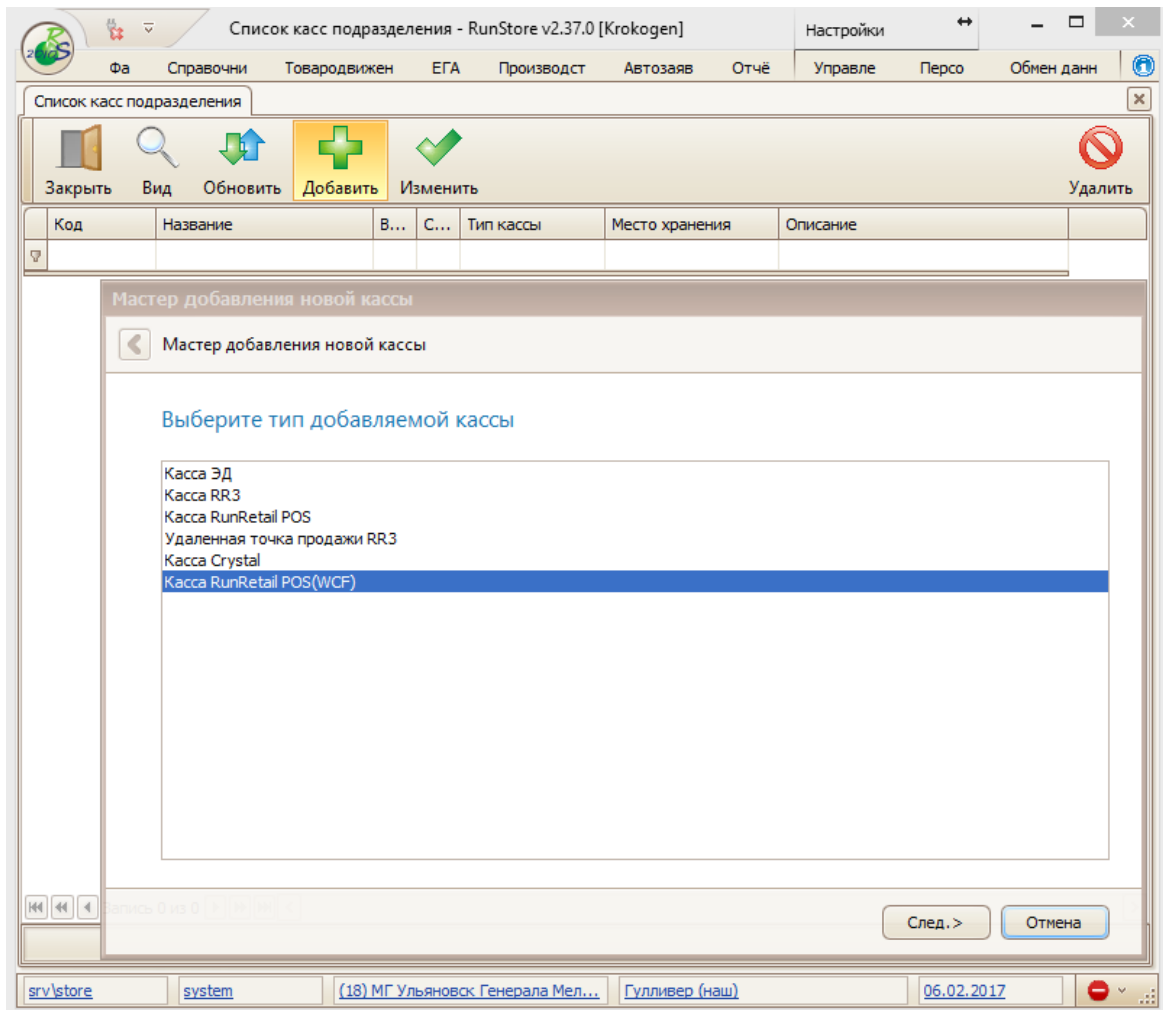 Список касс подразделения - RunStore v2.37.0 [Krokogen] Настройки
Фа Справочни Товародвижен ЕГА Производст Автозаяв Отчё Управле Персо Обмен данн
Список касс подразделения
Закрыть Вид Обновить Добавить Изменить Удалить
Код Название В... С... Тип кассы Место хранения Описание
Мастер добавления новой кассы
Мастер добавления новой кассы
Выберите тип добавляемой кассы
Касса ЭД
Касса RR3
Касса RunRetail POS
Удаленная точка продажи RR3
Касса Crystal
Касса RunRetail POS(WCF)
Запись 0 из 0
След.> Отмена
srv\store system (18) МГ Ульяновск Генерала Мел... Гулливер (наш) 06.02.2017